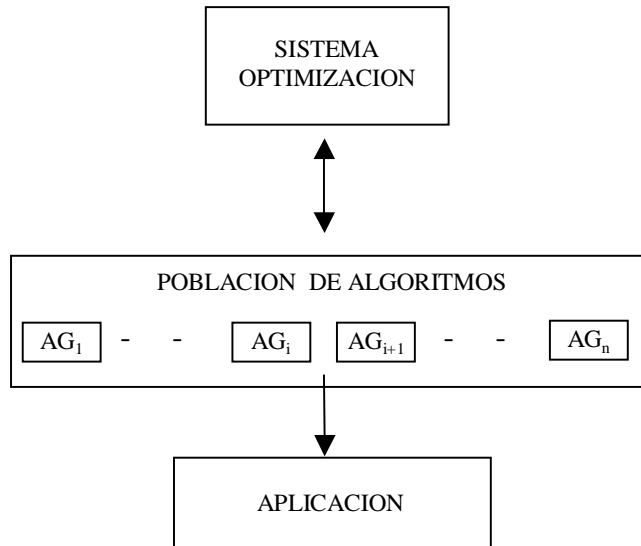 SISTEMA
OPTIMIZACION
POBLACION DE ALGORITMOS
AG₁ - - AGᵢ AGᵢ₊₁ - - AGₙ
APLICACION